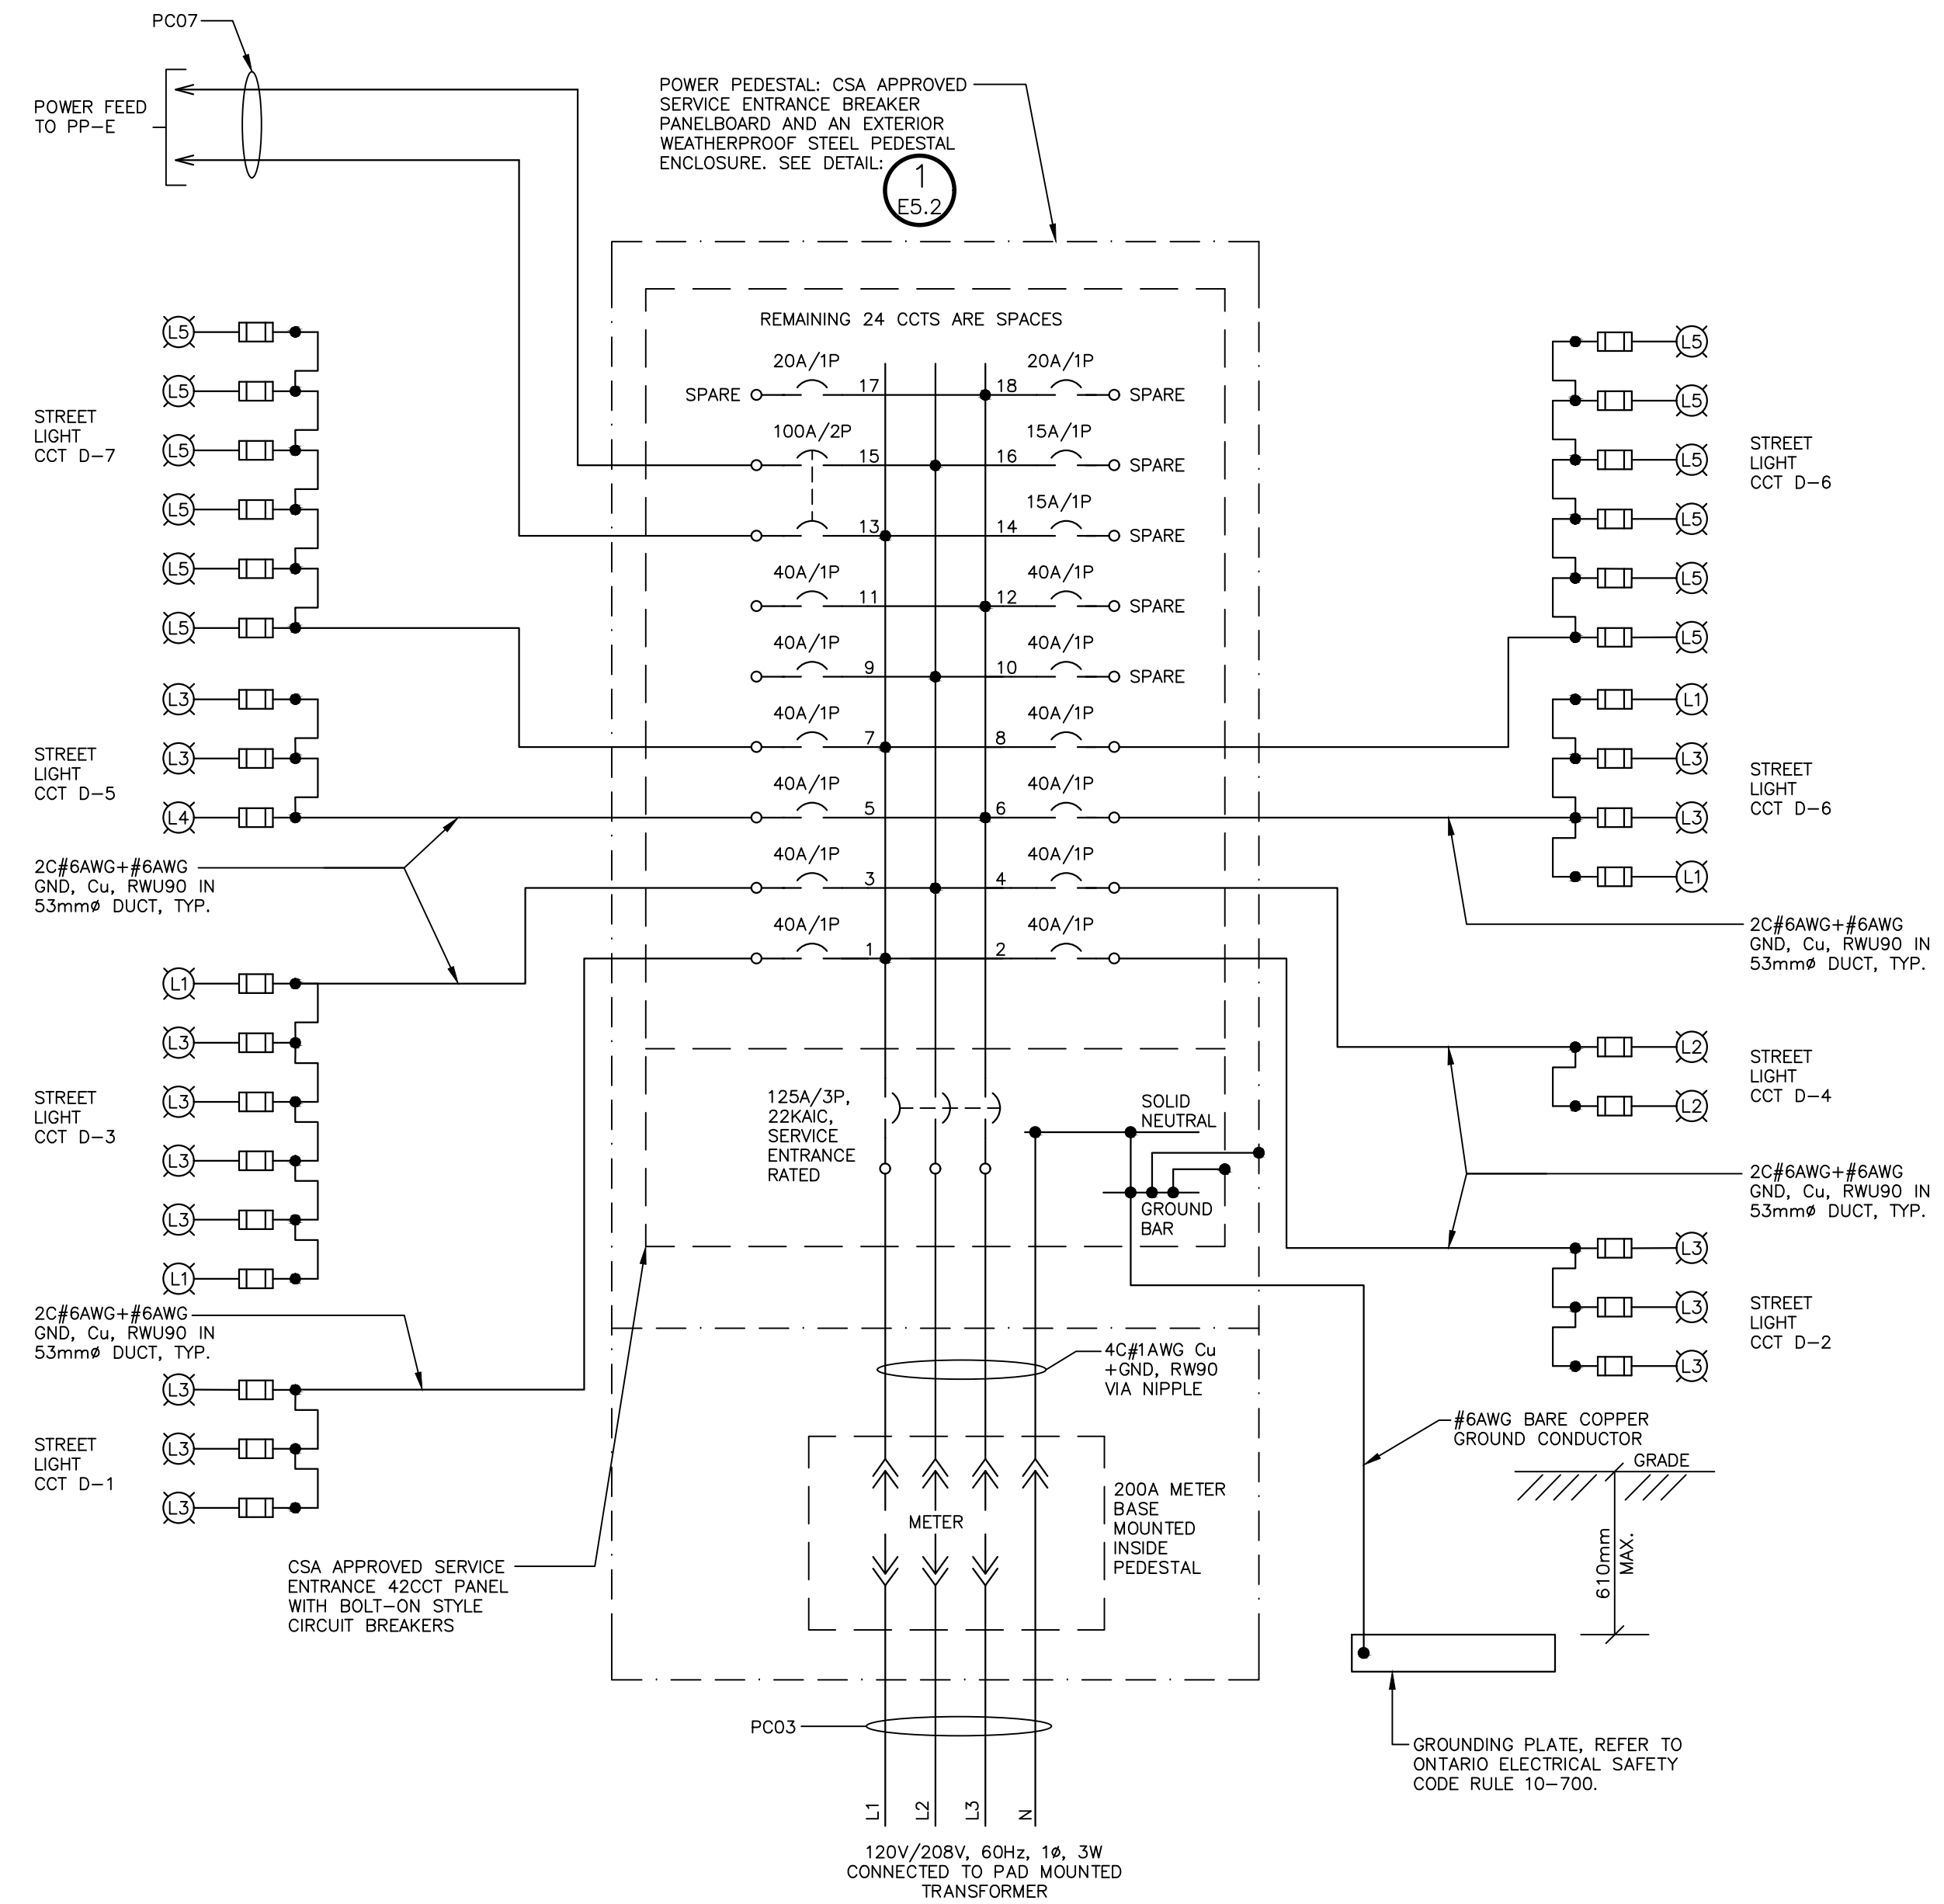 PC07
POWER FEED
TO PP-E
POWER PEDESTAL: CSA APPROVED
SERVICE ENTRANCE BREAKER
PANELBOARD AND AN EXTERIOR
WEATHERPROOF STEEL PEDESTAL
ENCLOSURE. SEE DETAIL:
1
E5.2
REMAINING 24 CCTS ARE SPACES
20A/1P
20A/1P
SPARE
17
18
SPARE
100A/2P
15A/1P
15
16
SPARE
15A/1P
13
14
SPARE
40A/1P
40A/1P
11
12
SPARE
40A/1P
40A/1P
9
10
SPARE
40A/1P
40A/1P
7
8
40A/1P
40A/1P
5
6
40A/1P
40A/1P
3
4
40A/1P
40A/1P
1
2
L5
L5
L5
L5
L5
L5
STREET
LIGHT
CCT D-7
L3
L3
L4
STREET
LIGHT
CCT D-5
2C#6AWG+#6AWG
GND, Cu, RWU90 IN
53mmø DUCT, TYP.
L1
L3
L3
L3
L3
L1
STREET
LIGHT
CCT D-3
2C#6AWG+#6AWG
GND, Cu, RWU90 IN
53mmø DUCT, TYP.
L3
L3
L3
STREET
LIGHT
CCT D-1
L5
L5
L5
L5
L5
L5
STREET
LIGHT
CCT D-6
L1
L3
L3
L1
STREET
LIGHT
CCT D-6
2C#6AWG+#6AWG
GND, Cu, RWU90 IN
53mmø DUCT, TYP.
L2
L2
STREET
LIGHT
CCT D-4
2C#6AWG+#6AWG
GND, Cu, RWU90 IN
53mmø DUCT, TYP.
L3
L3
L3
STREET
LIGHT
CCT D-2
125A/3P,
22KAIC,
SERVICE
ENTRANCE
RATED
SOLID
NEUTRAL
GROUND
BAR
4C#1AWG Cu
+GND, RW90
VIA NIPPLE
#6AWG BARE COPPER
GROUND CONDUCTOR
GRADE
610mm
MAX.
METER
200A METER
BASE
MOUNTED
INSIDE
PEDESTAL
CSA APPROVED SERVICE
ENTRANCE 42CCT PANEL
WITH BOLT-ON STYLE
CIRCUIT BREAKERS
PC03
GROUNDING PLATE, REFER TO
ONTARIO ELECTRICAL SAFETY
CODE RULE 10-700.
L1
L2
L3
N
120V/208V, 60Hz, 1ø, 3W
CONNECTED TO PAD MOUNTED
TRANSFORMER